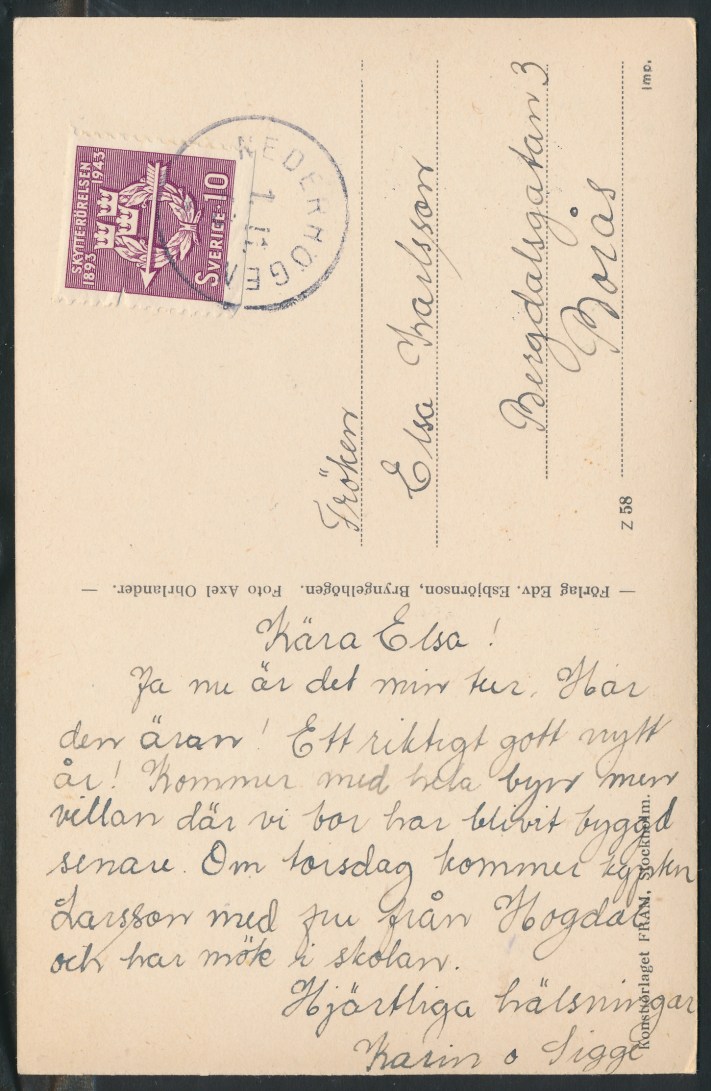 SKYTTE-RÖRELSEN
1893 1943
SVERIGE 10
NEDERHÖGEN
Imp.
Fröken
Elsa Karlsson
Bergdalsgatan 3
Borås
Z 58
— Förlag Edv. Esbjörnson, Bryngelhögen. Foto Axel Ohrlander. —
Kära Elsa!
Ja nu är det min tur. Har
den äran! Ett riktigt gott nytt
år! Kommer med hela byn men
villan där vi bor har blivit byggd
senare. Om torsdag kommer
Larsson med fru från Hogdal
och har möte i skolan.
Hjärtliga hälsningar
Karin o Sigge
Konstförlaget FRAM, Stockholm.